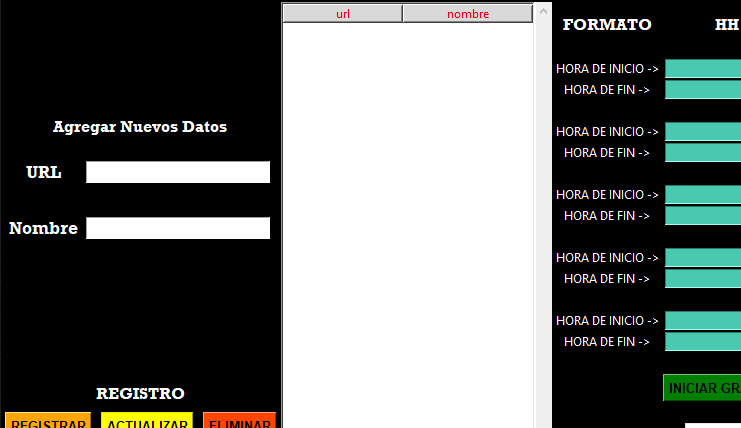 url nombre
FORMATO HH
HORA DE INICIO ->
HORA DE FIN ->
Agregar Nuevos Datos
HORA DE INICIO ->
HORA DE FIN ->
URL
HORA DE INICIO ->
HORA DE FIN ->
Nombre
HORA DE INICIO ->
HORA DE FIN ->
HORA DE INICIO ->
HORA DE FIN ->
INICIAR GR
REGISTRO
REGISTRAR ACTUALIZAR ELIMINAR